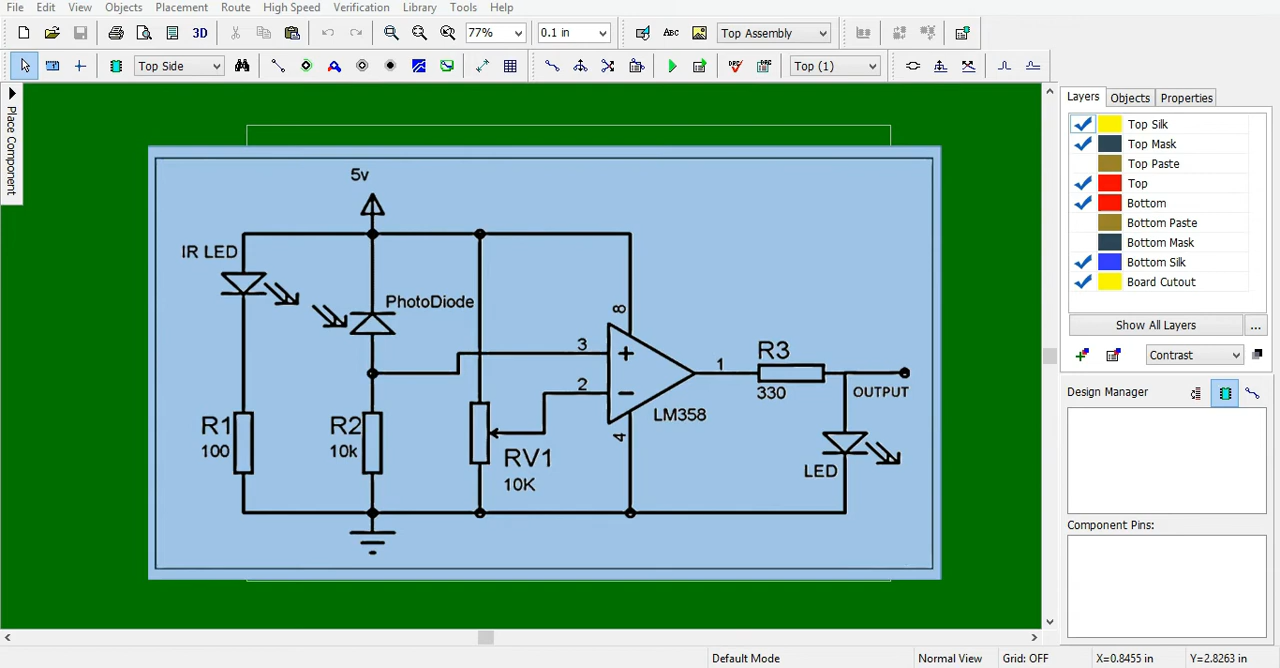 File Edit View Objects Placement Route High Speed Verification Library Tools Help
3D 77% 0.1 in ABC Top Assembly
Top Side Top (1)
Place Component
Layers Objects Properties
Top Silk
Top Mask
Top Paste
Top
Bottom
Bottom Paste
Bottom Mask
Bottom Silk
Board Cutout
Show All Layers ...
Contrast
Design Manager
Component Pins:
5v
IR LED
PhotoDiode
8
3
2
1
4
R1
100
R2
10k
RV1
10K
LM358
R3
330
OUTPUT
LED
Default Mode Normal View Grid: OFF X=0.8455 in Y=2.8263 in